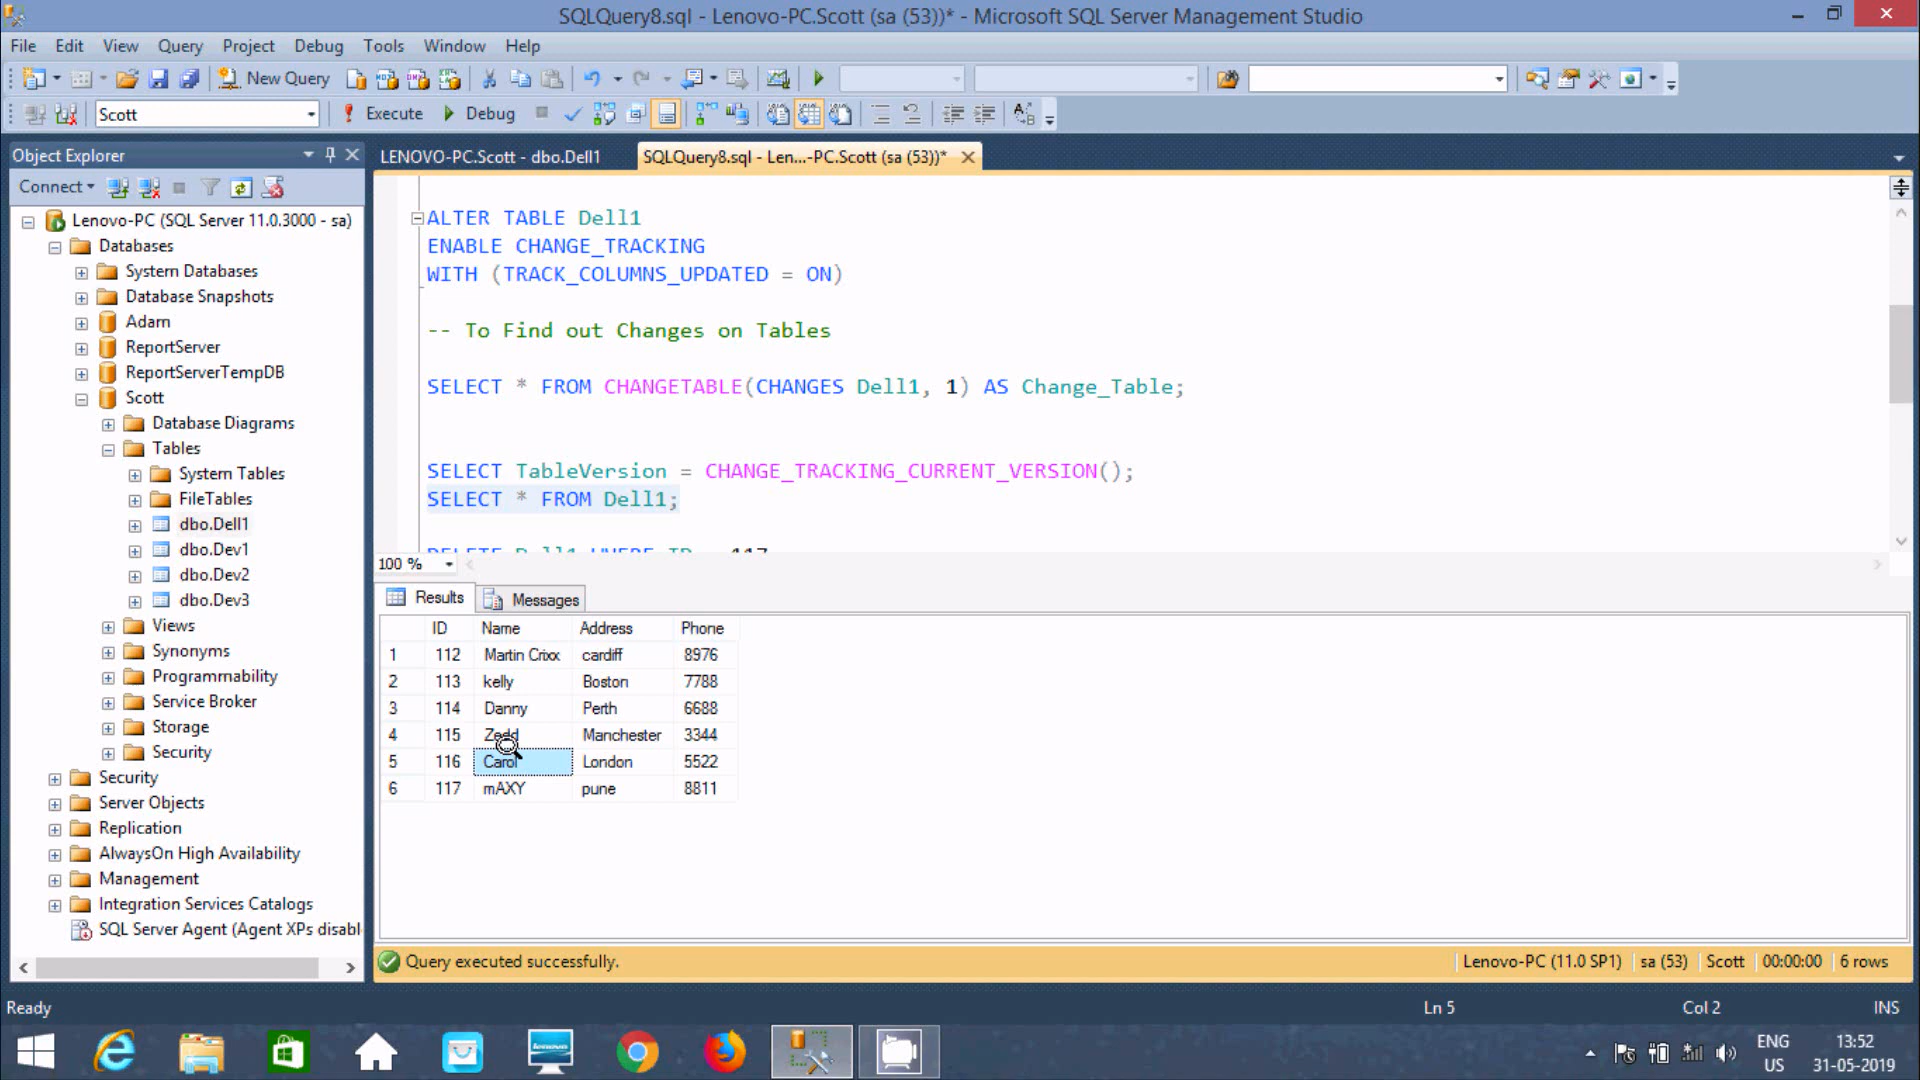 SQLQuery8.sql - Lenovo-PC.Scott (sa (53))* - Microsoft SQL Server Management Studio
File Edit View Query Project Debug Tools Window Help
New Query
Scott Execute Debug
Object Explorer
LENOVO-PC.Scott - dbo.Dell1 SQLQuery8.sql - Len...-PC.Scott (sa (53))*
Connect
Lenovo-PC (SQL Server 11.0.3000 - sa)
Databases
System Databases
Database Snapshots
Adam
ReportServer
ReportServerTempDB
Scott
Database Diagrams
Tables
System Tables
FileTables
dbo.Dell1
dbo.Dev1
dbo.Dev2
dbo.Dev3
Views
Synonyms
Programmability
Service Broker
Storage
Security
Security
Server Objects
Replication
AlwaysOn High Availability
Management
Integration Services Catalogs
SQL Server Agent (Agent XPs disabl
ALTER TABLE Dell1
ENABLE CHANGE_TRACKING
WITH (TRACK_COLUMNS_UPDATED = ON)
-- To Find out Changes on Tables
SELECT * FROM CHANGETABLE(CHANGES Dell1, 1) AS Change_Table;
SELECT TableVersion = CHANGE_TRACKING_CURRENT_VERSION();
SELECT * FROM Dell1;
100 %
Results Messages
ID Name Address Phone
1 112 Martin Crixx cardiff 8976
2 113 kelly Boston 7788
3 114 Danny Perth 6688
4 115 Zedd Manchester 3344
5 116 Carol London 5522
6 117 mAXY pune 8811
Query executed successfully. Lenovo-PC (11.0 SP1) sa (53) Scott 00:00:00 6 rows
Ready Ln 5 Col 2 INS
ENG 13:52
US 31-05-2019